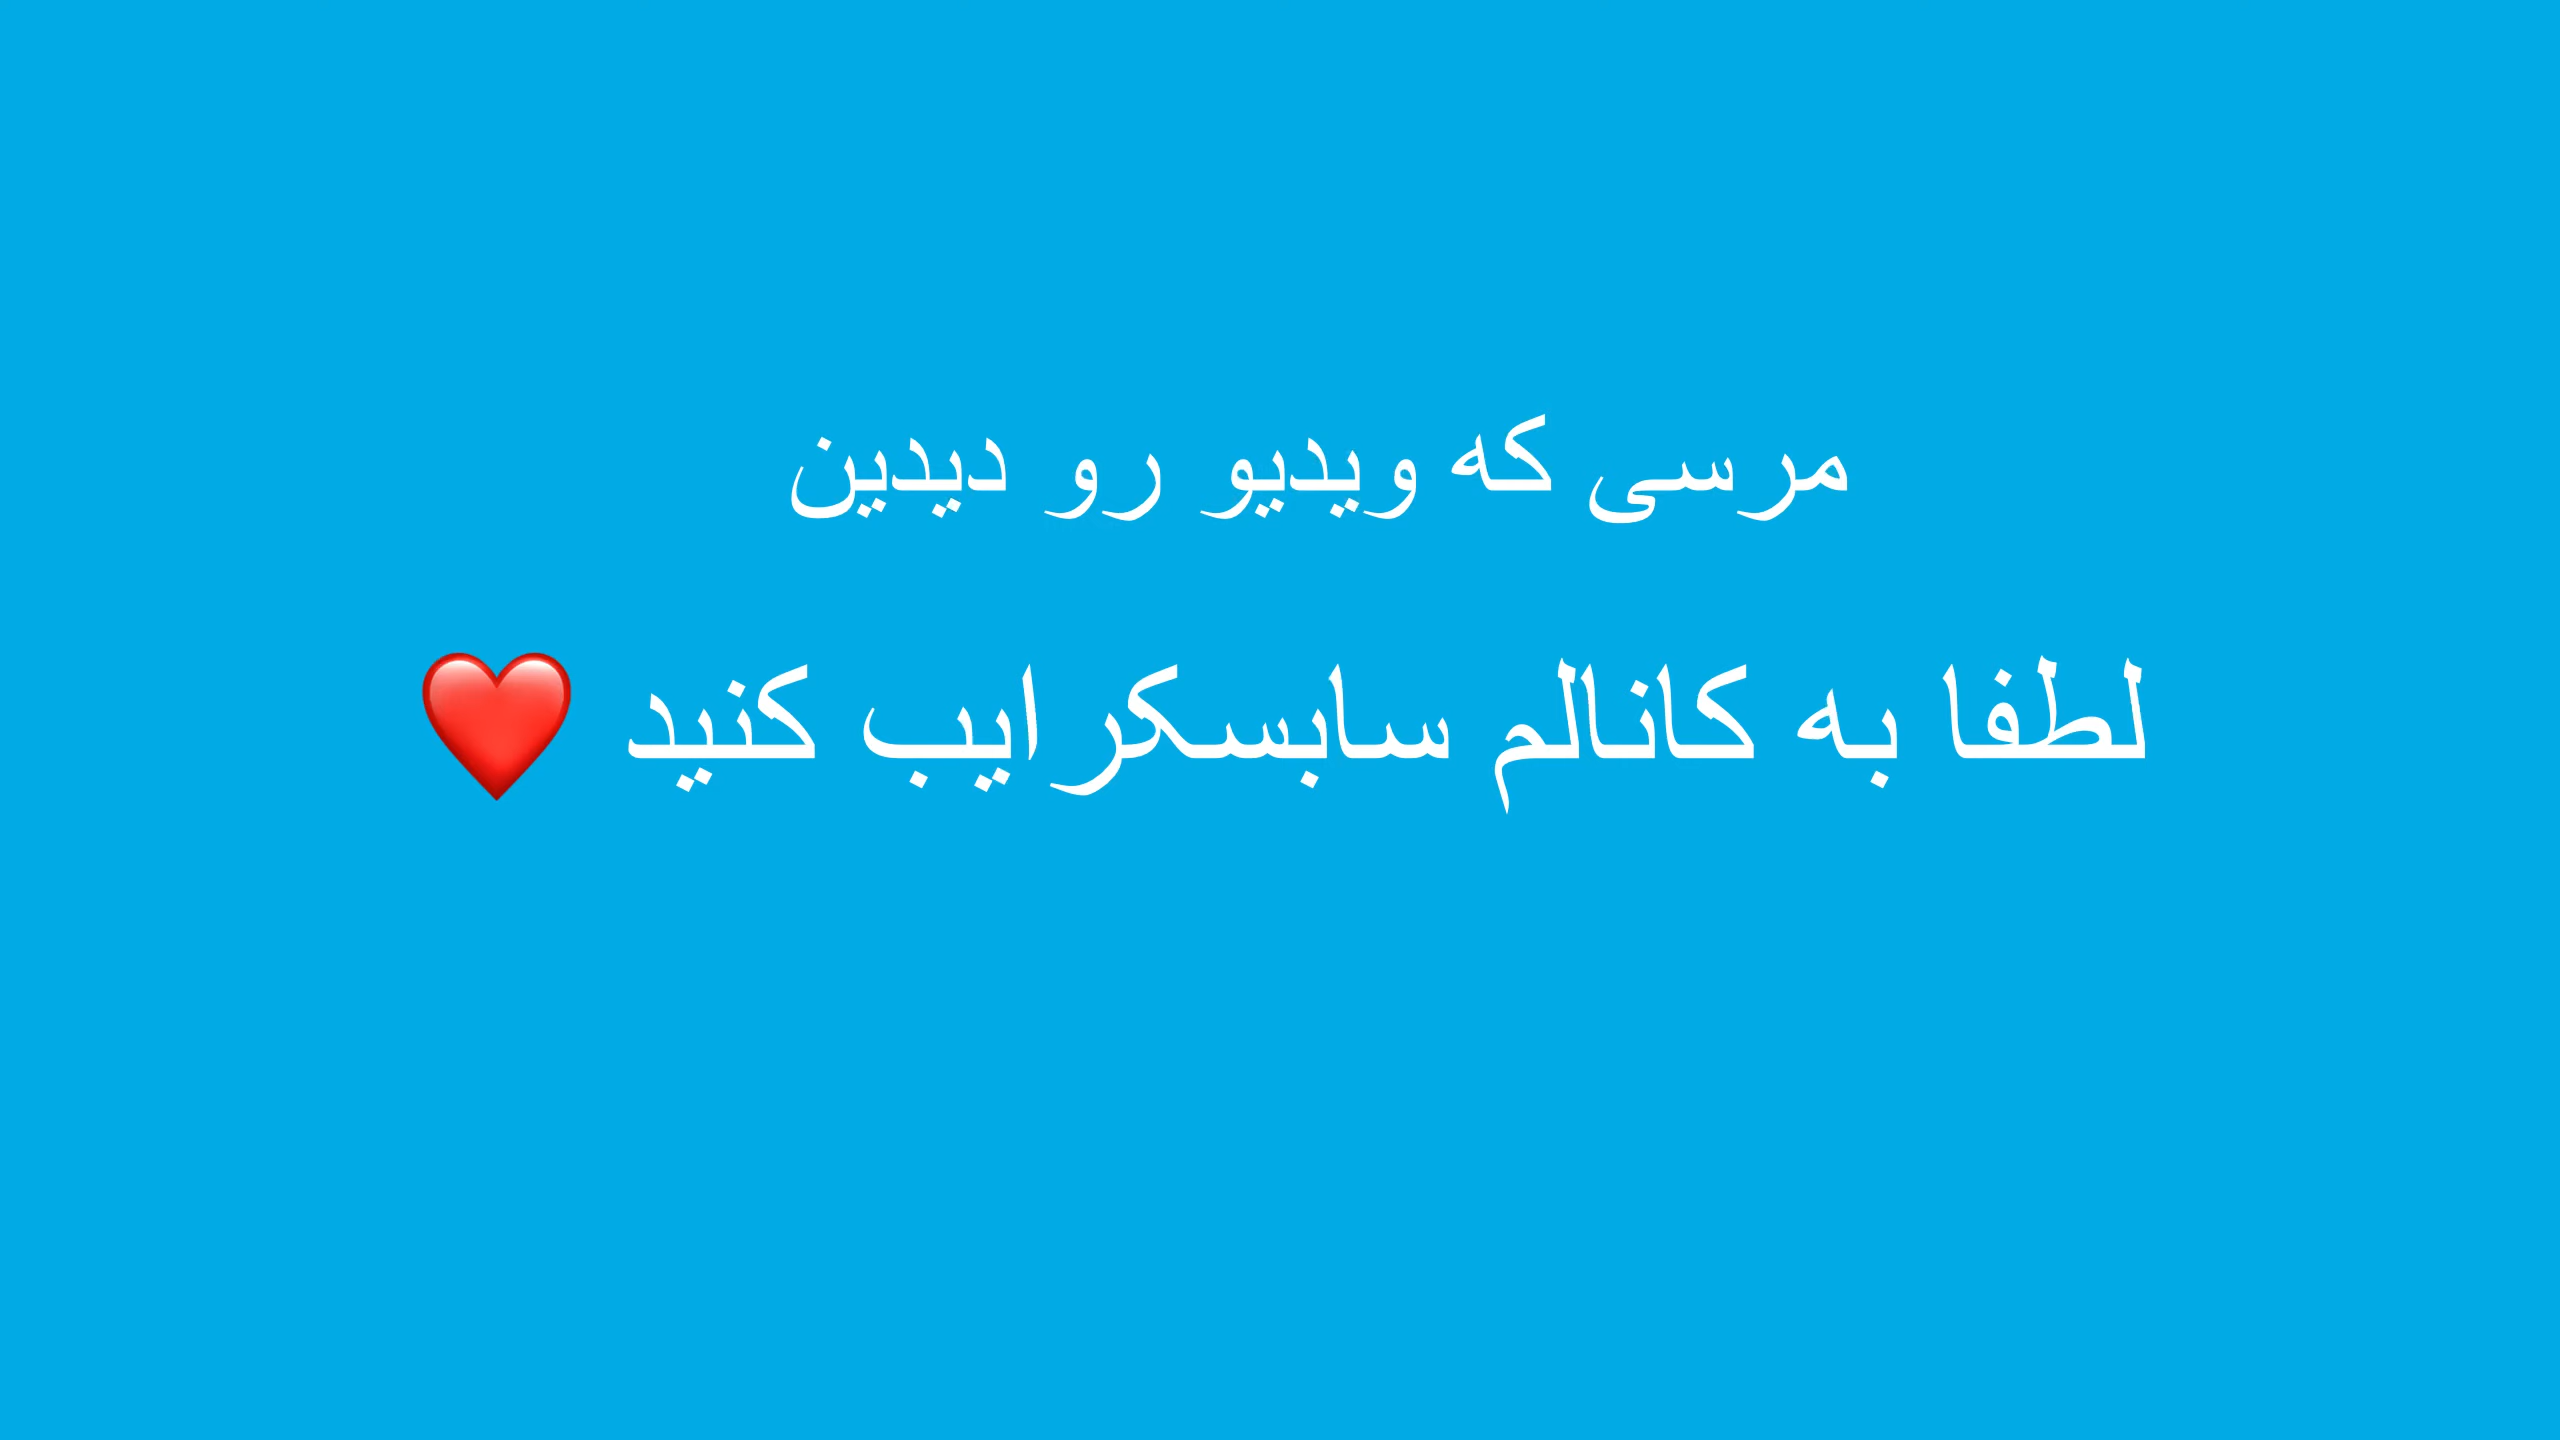 مرسی که ویدیو رو دیدین
لطفا به کانالم سابسکرایب کنید ❤️